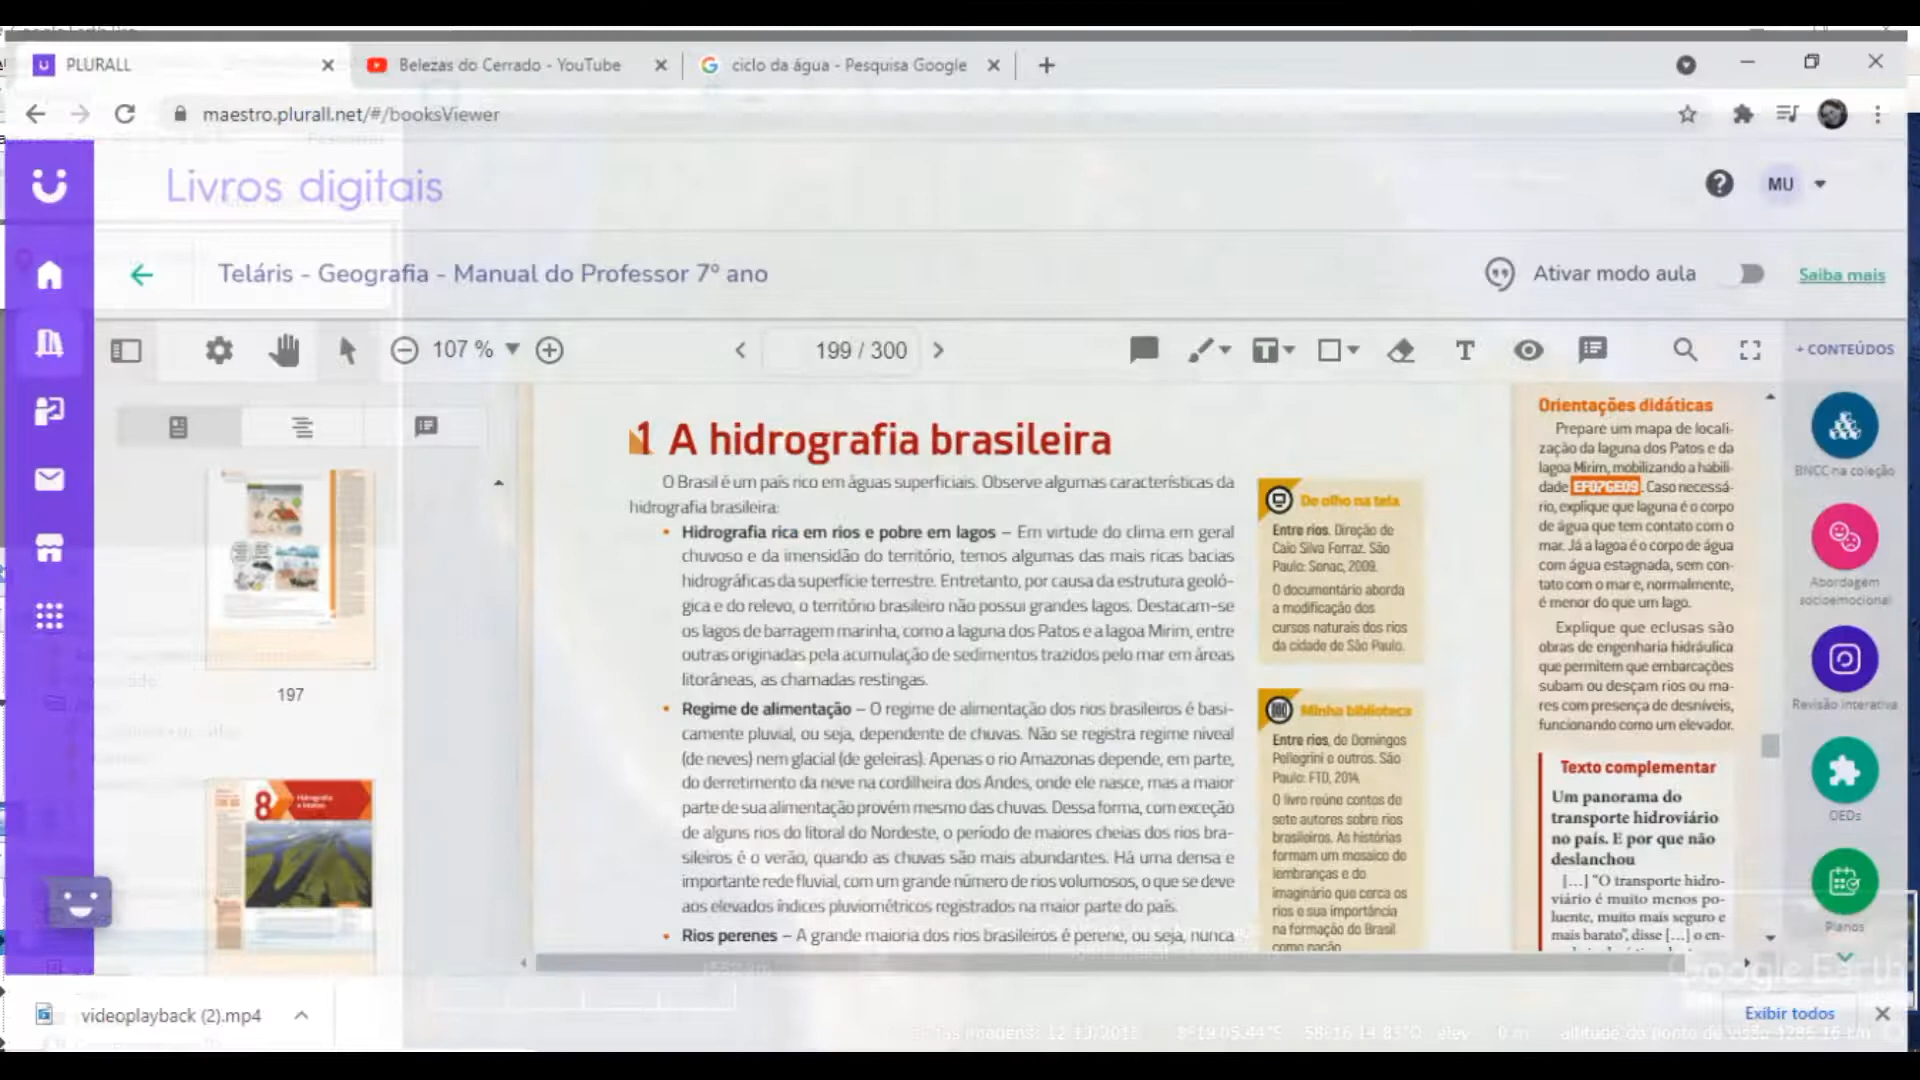 PLURALL
Belezas do Cerrado - YouTube
ciclo da água - Pesquisa Google
maestro.plurall.net/#/booksViewer
Livros digitais
MU
Teláris - Geografia - Manual do Professor 7º ano
Ativar modo aula
Saiba mais
107 %
199 / 300
T
+ CONTEÚDOS
197
8 Hidrografia
1 A hidrografia brasileira
O Brasil é um país rico em águas superficiais. Observe algumas características da
hidrografia brasileira:
• Hidrografia rica em rios e pobre em lagos – Em virtude do clima em geral
chuvoso e da imensidão do território, temos algumas das mais ricas bacias
hidrográficas da superfície terrestre. Entretanto, por causa da estrutura geoló-
gica e do relevo, o território brasileiro não possui grandes lagos. Destacam-se
os lagos de barragem marinha, como a laguna dos Patos e a lagoa Mirim, entre
outras originadas pela acumulação de sedimentos trazidos pelo mar em áreas
litorâneas, as chamadas restingas.
• Regime de alimentação – O regime de alimentação dos rios brasileiros é basi-
camente pluvial, ou seja, dependente de chuvas. Não se registra regime niveal
(de neves) nem glacial (de geleiras). Apenas o rio Amazonas depende, em parte,
do derretimento da neve na cordilheira dos Andes, onde ele nasce, mas a maior
parte de sua alimentação provém mesmo das chuvas. Dessa forma, com exceção
de alguns rios do litoral do Nordeste, o período de maiores cheias dos rios bra-
sileiros é o verão, quando as chuvas são mais abundantes. Há uma densa e
importante rede fluvial, com um grande número de rios volumosos, o que se deve
aos elevados índices pluviométricos registrados na maior parte do país.
• Rios perenes – A grande maioria dos rios brasileiros é perene, ou seja, nunca
De olho na tela
Entre rios. Direção de
Caio Silva Ferraz. São
Paulo: Senac, 2009.
O documentário aborda
a modificação dos
cursos naturais dos rios
da cidade de São Paulo.
Minha biblioteca
Entre rios, de Domingos
Pellegrini e outros. São
Paulo: FTD, 2014.
O livro reúne contos de
sete autores sobre rios
brasileiros. As histórias
formam um mosaico de
lembranças e do
imaginário que cerca os
rios e sua importância
na formação do Brasil
como nação.
Orientações didáticas
Prepare um mapa de locali-
zação da laguna dos Patos e da
lagoa Mirim, mobilizando a habili-
dade EF07GE09. Caso necessá-
rio, explique que laguna é o corpo
de água que tem contato com o
mar. Já a lagoa é o corpo de água
com água estagnada, sem con-
tato com o mar e, normalmente,
é menor do que um lago.
Explique que eclusas são
obras de engenharia hidráulica
que permitem que embarcações
subam ou desçam rios ou ma-
res com presença de desníveis,
funcionando como um elevador.
Texto complementar
Um panorama do
transporte hidroviário
no país. E por que não
deslanchou
[...] "O transporte hidro-
viário é muito menos po-
luente, muito mais seguro e
mais barato", disse [...] o en-
BNCC na coleção
Abordagem
socioemocional
Revisão interativa
OEDs
Planos
Google Earth
videoplayback (2).mp4
Exibir todos
altitude do ponto de visão 4286.16 km